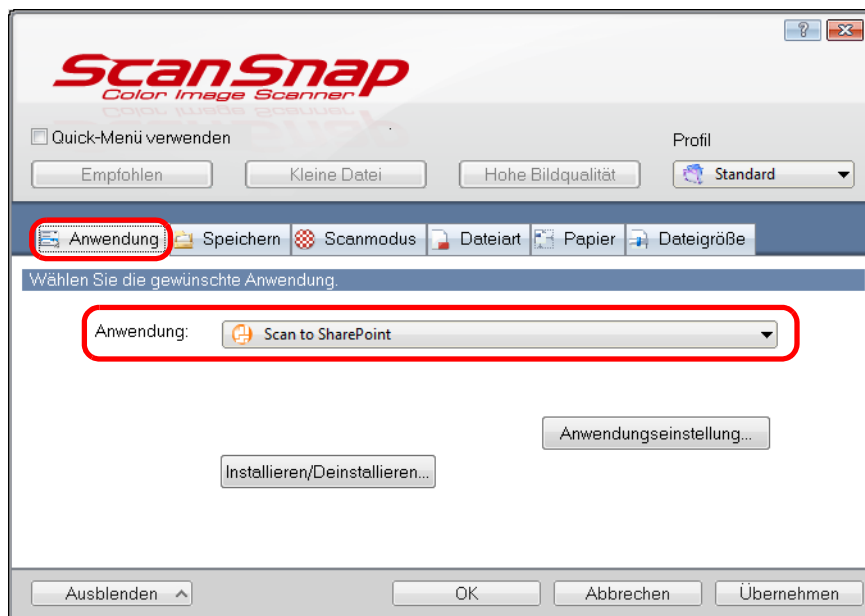 ?
ScanSnap
Color Image Scanner
Quick-Menü verwenden
Profil
Empfohlen Kleine Datei Hohe Bildqualität Standard
Anwendung Speichern Scanmodus Dateiart Papier Dateigröße
Wählen Sie die gewünschte Anwendung.
Anwendung: Scan to SharePoint
Anwendungseinstellung...
Installieren/Deinstallieren...
Ausblenden OK Abbrechen Übernehmen